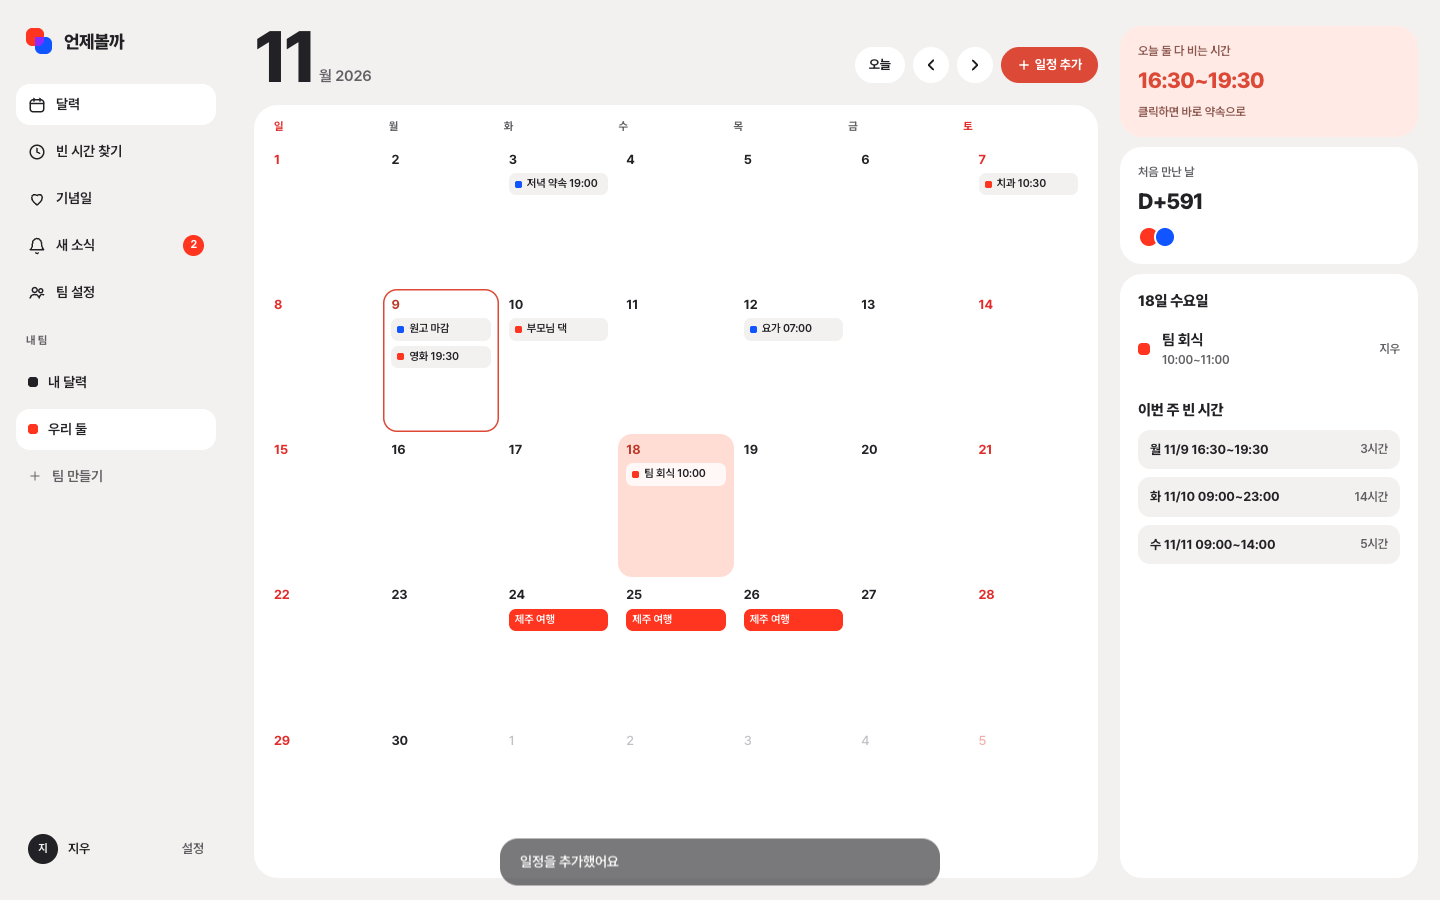 언제볼까
달력
빈 시간 찾기
기념일
새 소식 2
팀 설정
내 팀
내 달력
우리 둘
팀 만들기
지 지우 설정
11 월 2026
오늘
일정 추가
일 월 화 수 목 금 토
1 2 3 4 5 6 7
저녁 약속 19:00 치과 10:30
8 9 10 11 12 13 14
원고 마감 부모님 댁 요가 07:00
영화 19:30
15 16 17 18 19 20 21
팀 회식 10:00
22 23 24 25 26 27 28
제주 여행 제주 여행 제주 여행
29 30 1 2 3 4 5
일정을 추가했어요
오늘 둘 다 비는 시간
16:30~19:30
클릭하면 바로 약속으로
처음 만난 날
D+591
18일 수요일
팀 회식 지우
10:00~11:00
이번 주 빈 시간
월 11/9 16:30~19:30 3시간
화 11/10 09:00~23:00 14시간
수 11/11 09:00~14:00 5시간